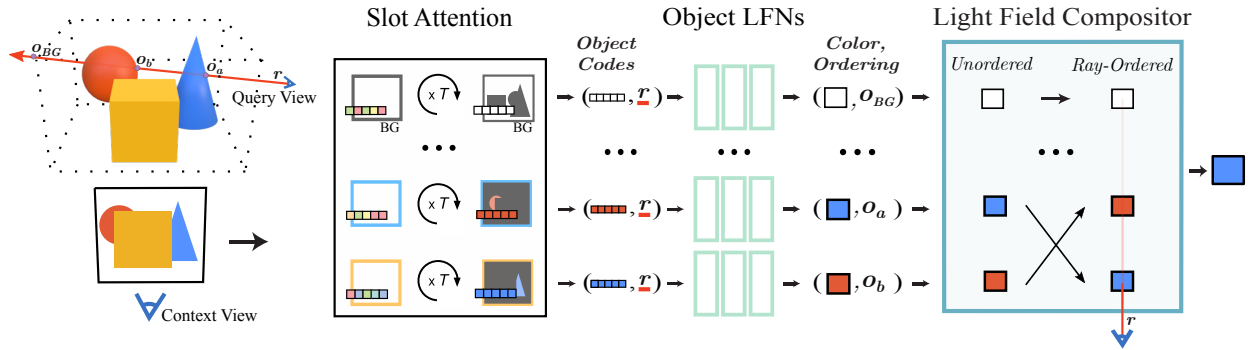 Slot Attention
Object LFNs
Light Field Compositor
o_BG
o_b
o_a
r
Query View
Context View
Object
Codes
Color,
Ordering
Unordered
Ray-Ordered
x T
BG
BG
( , r)
( , o_BG)
• • •
• • •
• • •
• • •
• • •
x T
( , r)
( , o_a)
x T
( , r)
( , o_b)
r